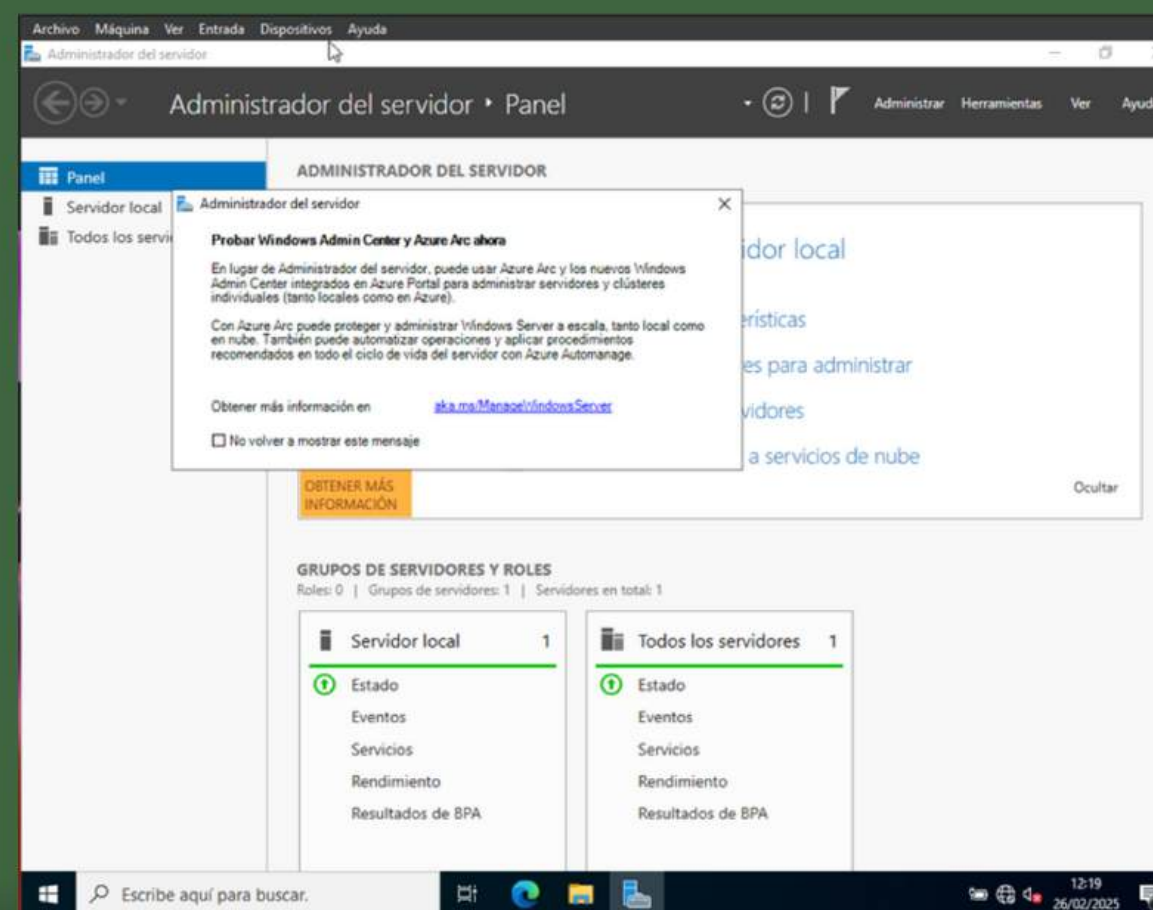 Archivo Máquina Ver Entrada Dispositivos Ayuda
Administrador del servidor
Administrador del servidor • Panel
Administrar Herramientas Ver Ayud
Panel
Servidor local
Todos los servi
ADMINISTRADOR DEL SERVIDOR
Administrador del servidor
Probar Windows Admin Center y Azure Arc ahora
En lugar de Administrador del servidor, puede usar Azure Arc y los nuevos Windows
Admin Center integrados en Azure Portal para administrar servidores y clústeres
individuales (tanto locales como en Azure).
Con Azure Arc puede proteger y administrar Windows Server a escala, tanto local como
en nube. También puede automatizar operaciones y aplicar procedimientos
recomendados en todo el ciclo de vida del servidor con Azure Automanage.
Obtener más información en aka.ms/ManageWindowsServer
No volver a mostrar este mensaje
idor local
erísticas
es para administrar
vidores
a servicios de nube
OBTENER MÁS
INFORMACIÓN
Ocultar
GRUPOS DE SERVIDORES Y ROLES
Roles: 0 | Grupos de servidores: 1 | Servidores en total: 1
Servidor local 1
Estado
Eventos
Servicios
Rendimiento
Resultados de BPA
Todos los servidores 1
Estado
Eventos
Servicios
Rendimiento
Resultados de BPA
Escribe aquí para buscar.
12:19
26/02/2025